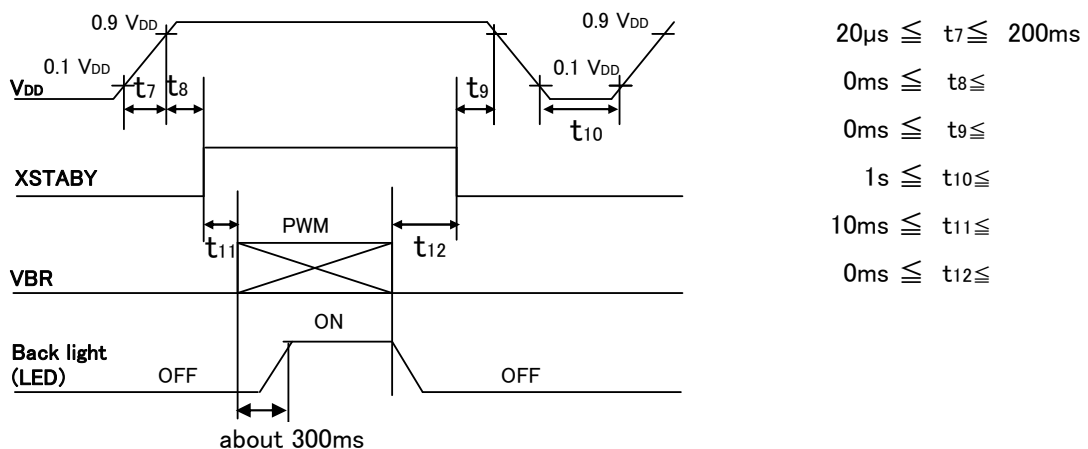 0.9 VDD
0.9 VDD
0.1 VDD
0.1 VDD
VDD
t7
t8
t9
t10
XSTABY
t11
PWM
t12
VBR
ON
Back light
(LED)
OFF
OFF
about 300ms
20μs ≦ t7≦ 200ms
0ms ≦ t8≦
0ms ≦ t9≦
1s ≦ t10≦
10ms ≦ t11≦
0ms ≦ t12≦